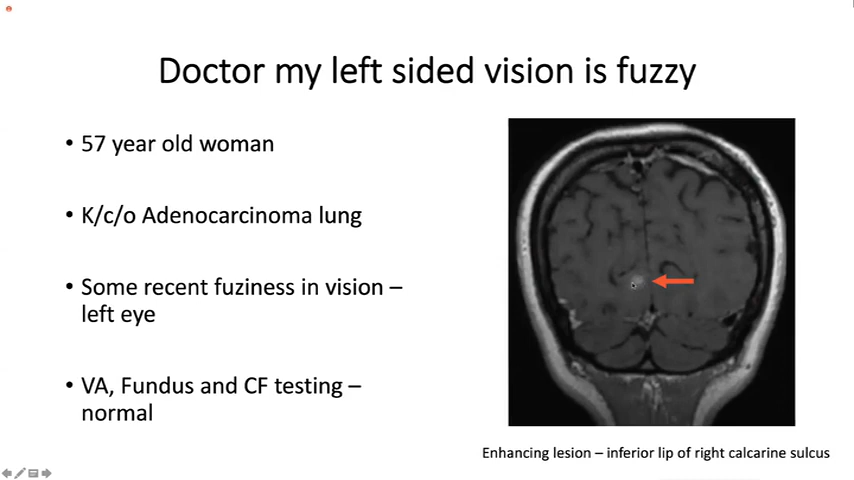 Doctor my left sided vision is fuzzy
• 57 year old woman
• K/c/o Adenocarcinoma lung
• Some recent fuziness in vision –
left eye
• VA, Fundus and CF testing –
normal
Enhancing lesion – inferior lip of right calcarine sulcus